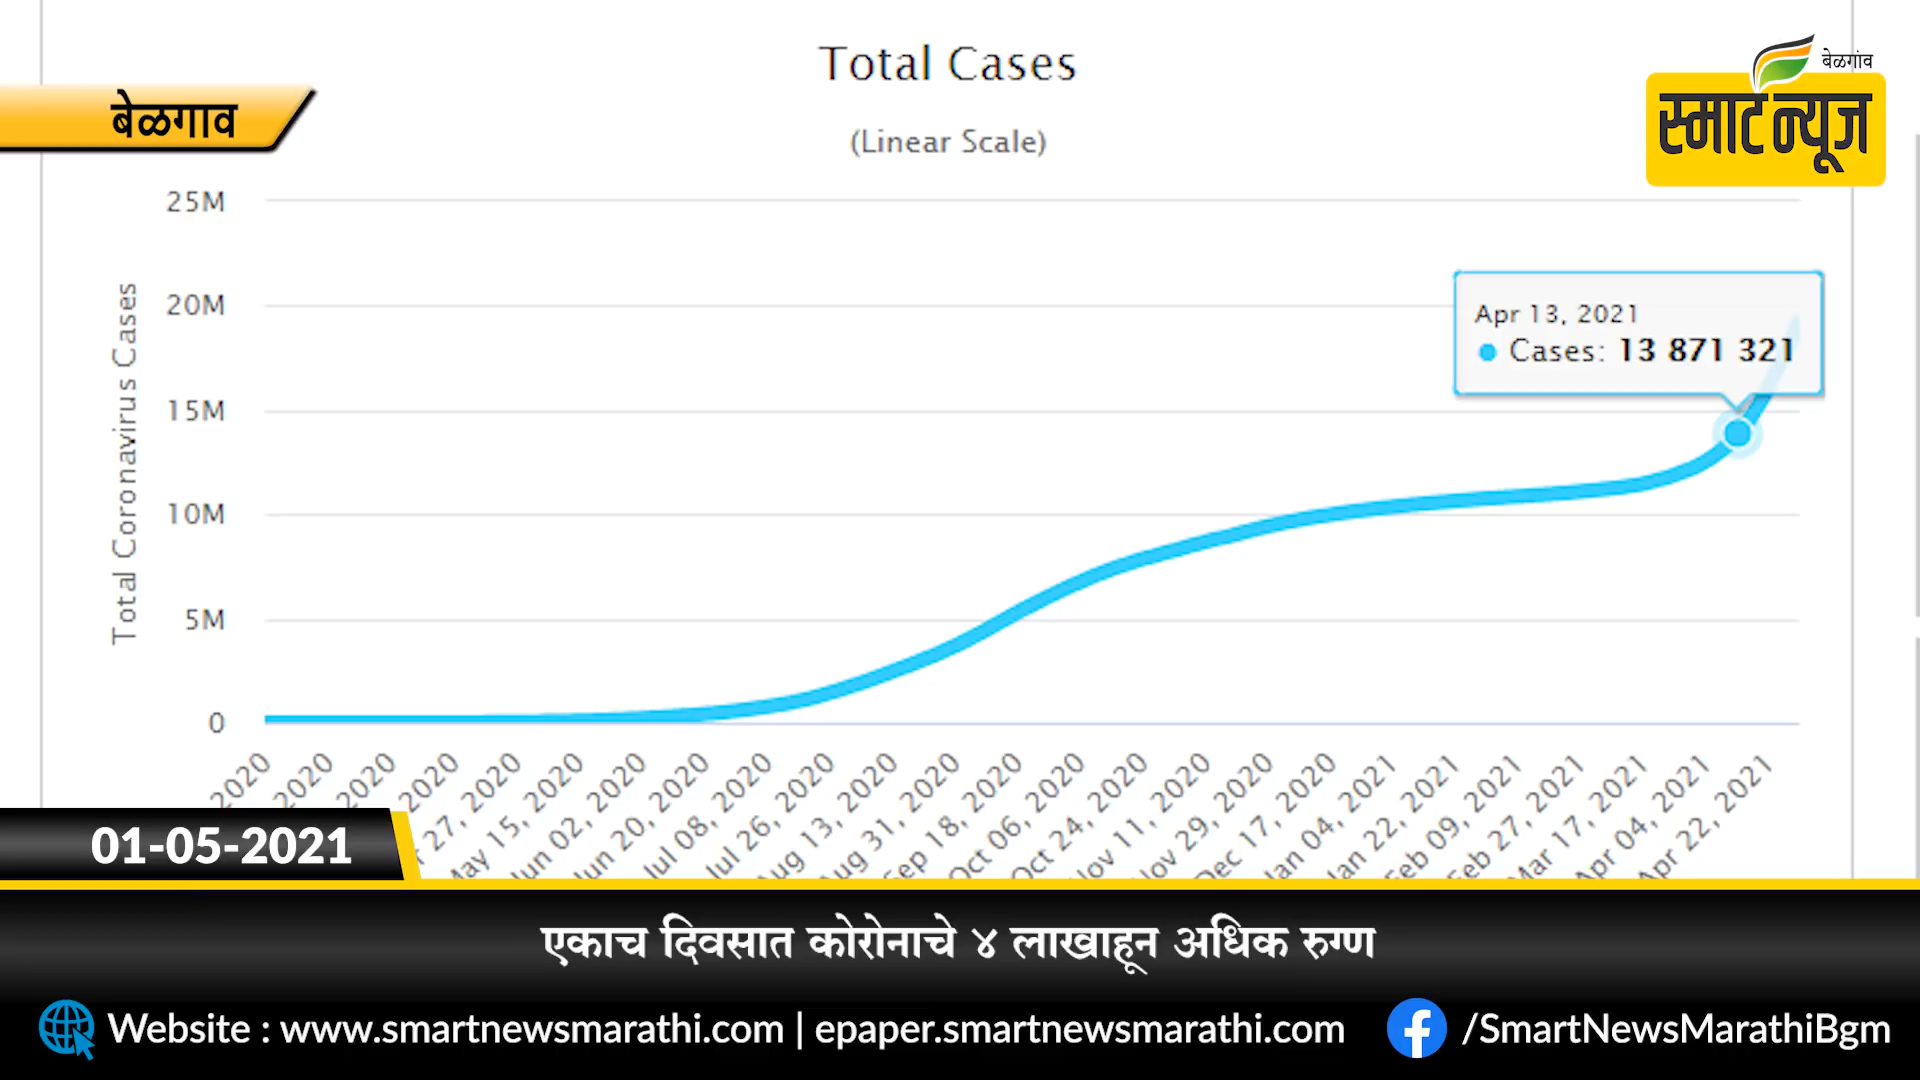 Total Cases
(Linear Scale)
बेळगाव
बेळगांव
स्मार्ट न्यूज
25M
20M
15M
10M
5M
0
Total Coronavirus Cases
Apr 13, 2021
Cases: 13 871 321
2020
2020
2020
2020
27, 2020
May 15, 2020
Jun 02, 2020
Jun 20, 2020
Jul 08, 2020
Jul 26, 2020
Aug 13, 2020
Aug 31, 2020
Sep 18, 2020
Oct 06, 2020
Oct 24, 2020
Nov 11, 2020
Nov 29, 2020
Dec 17, 2020
Jan 04, 2021
Jan 22, 2021
Feb 09, 2021
Feb 27, 2021
Mar 17, 2021
Apr 04, 2021
Apr 22, 2021
01-05-2021
एकाच दिवसात कोरोनाचे ४ लाखाहून अधिक रुग्ण
Website : www.smartnewsmarathi.com | epaper.smartnewsmarathi.com
/SmartNewsMarathiBgm